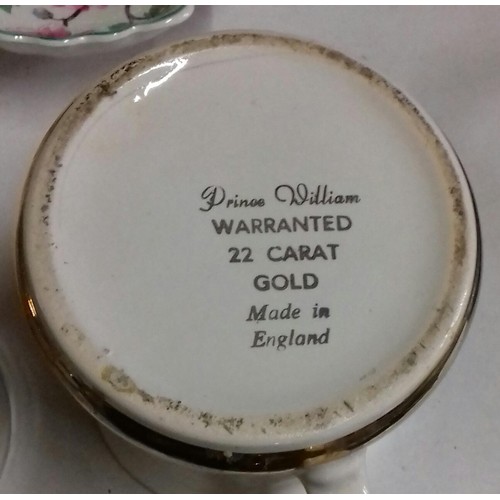 Prince William
WARRANTED
22 CARAT
GOLD
Made in
England